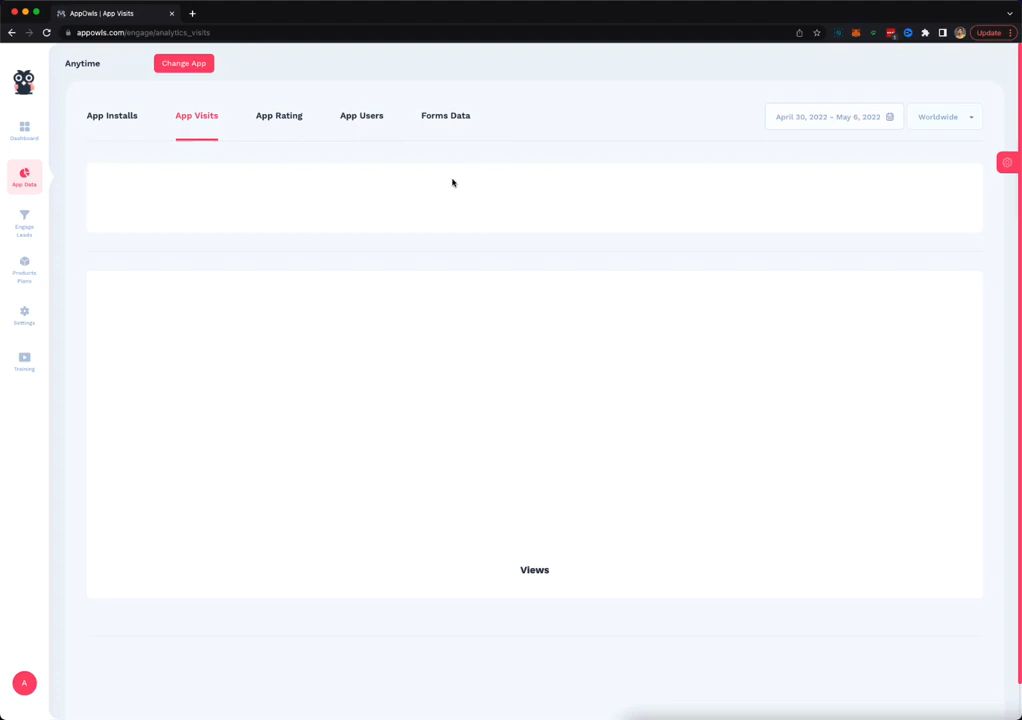 AppOwls | App Visits
appowls.com/engage/analytics_visits
Update
Anytime
Change App
App Installs
App Visits
App Rating
App Users
Forms Data
April 30, 2022 - May 6, 2022
Worldwide
Dashboard
App Data
Engage
Leads
Products
Plans
Settings
Training
Views
A